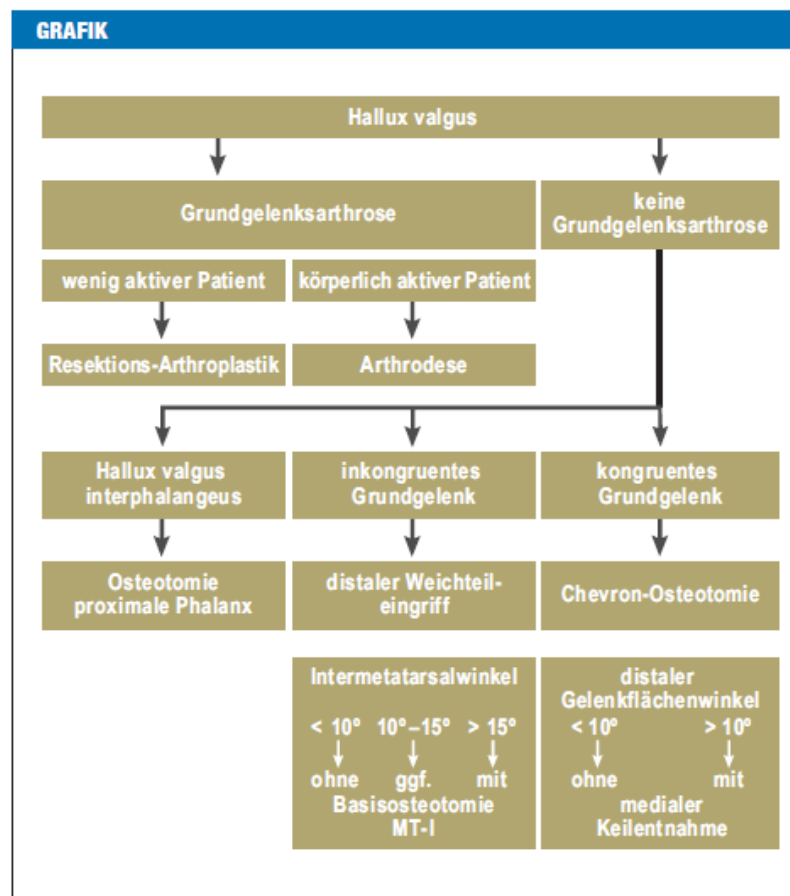 GRAFIK
Hallux valgus
Grundgelenksarthrose
keine
Grundgelenksarthrose
wenig aktiver Patient
körperlich aktiver Patient
Resektions-Arthroplastik
Arthrodese
Hallux valgus
interphalangeus
inkongruentes
Grundgelenk
kongruentes
Grundgelenk
Osteotomie
proximale Phalanx
distaler Weichteil-
eingriff
Chevron-Osteotomie
Intermetatarsalwinkel
< 10° 10°–15° > 15°
ohne ggf. mit
Basisosteotomie
MT-I
distaler
Gelenkflächenwinkel
< 10° > 10°
ohne mit
medialer
Keilentnahme